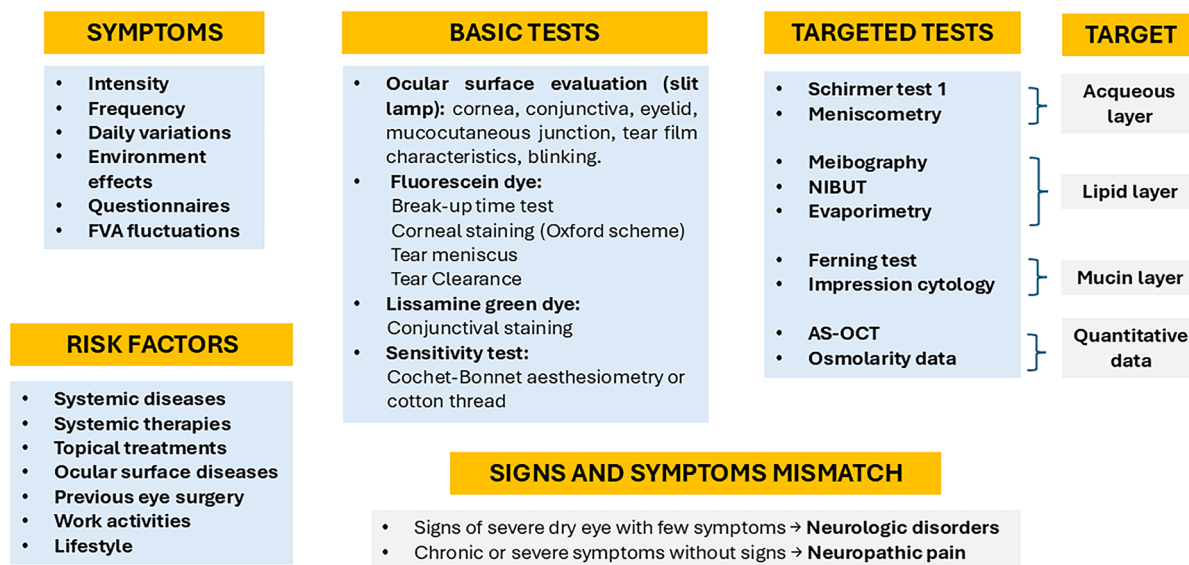 SYMPTOMS
• Intensity
• Frequency
• Daily variations
• Environment
effects
• Questionnaires
• FVA fluctuations
RISK FACTORS
• Systemic diseases
• Systemic therapies
• Topical treatments
• Ocular surface diseases
• Previous eye surgery
• Work activities
• Lifestyle
BASIC TESTS
• Ocular surface evaluation (slit
lamp): cornea, conjunctiva, eyelid,
mucocutaneous junction, tear film
characteristics, blinking.
• Fluorescein dye:
Break-up time test
Corneal staining (Oxford scheme)
Tear meniscus
Tear Clearance
• Lissamine green dye:
Conjunctival staining
• Sensitivity test:
Cochet-Bonnet aesthesiometry or
cotton thread
TARGETED TESTS
• Schirmer test 1
• Meniscometry
• Meibography
• NIBUT
• Evaporimetry
• Ferning test
• Impression cytology
• AS-OCT
• Osmolarity data
TARGET
Acqueous
layer
Lipid layer
Mucin layer
Quantitative
data
SIGNS AND SYMPTOMS MISMATCH
• Signs of severe dry eye with few symptoms → Neurologic disorders
• Chronic or severe symptoms without signs → Neuropathic pain